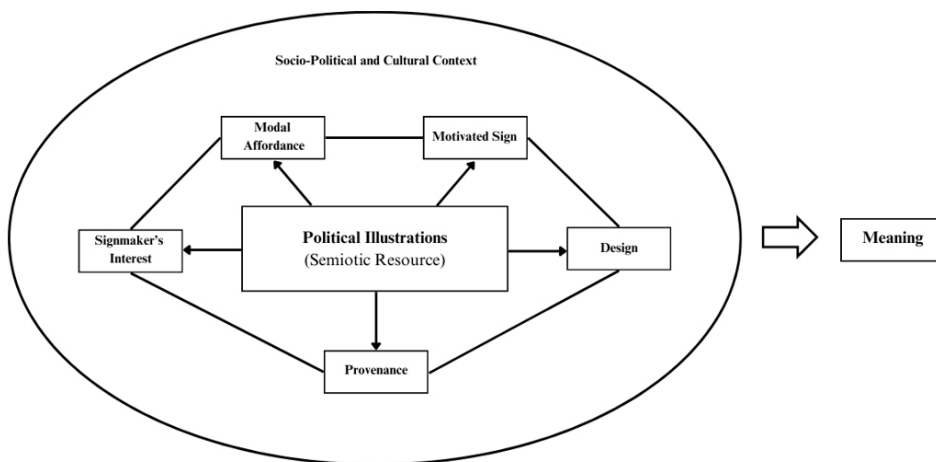 Socio-Political and Cultural Context
Modal
Affordance
Motivated Sign
Signmaker's
Interest
Political Illustrations
(Semiotic Resource)
Design
Meaning
Provenance